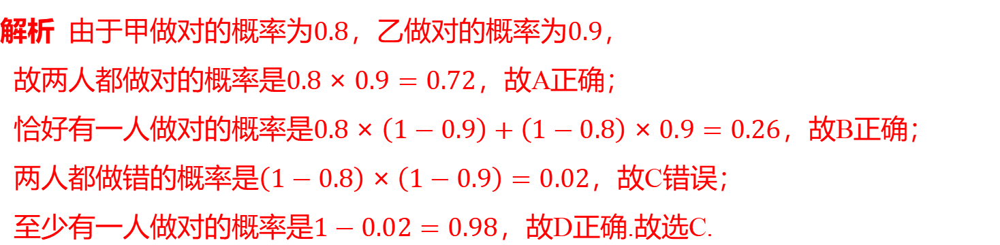 解析 由于甲做对的概率为0.8，乙做对的概率为0.9，
故两人都做对的概率是0.8 × 0.9 = 0.72，故A正确；
恰好有一人做对的概率是0.8 × (1 − 0.9) + (1 − 0.8) × 0.9 = 0.26，故B正确；
两人都做错的概率是(1 − 0.8) × (1 − 0.9) = 0.02，故C错误；
至少有一人做对的概率是1 − 0.02 = 0.98，故D正确.故选C.